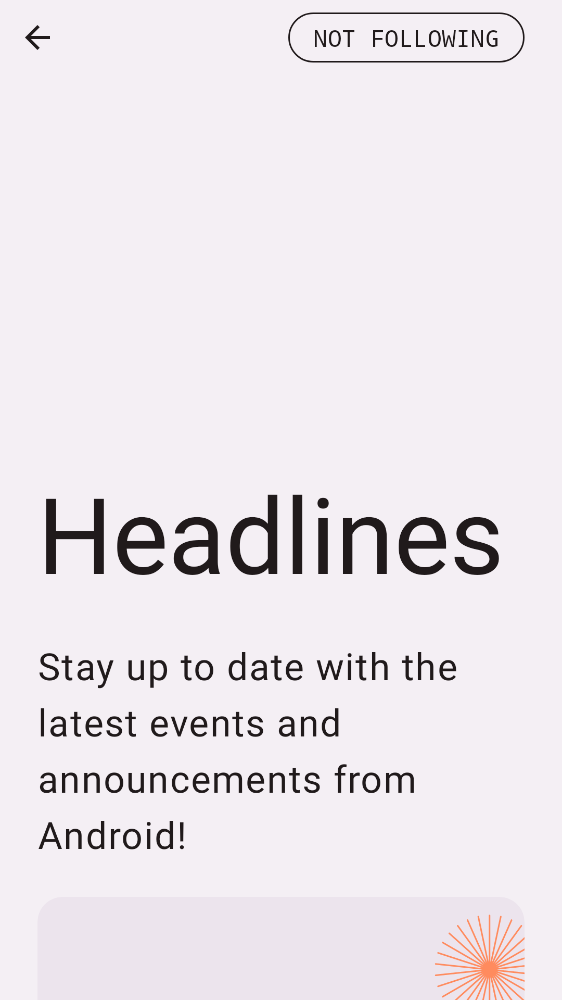 NOT FOLLOWING
Headlines
Stay up to date with the
latest events and
announcements from
Android!